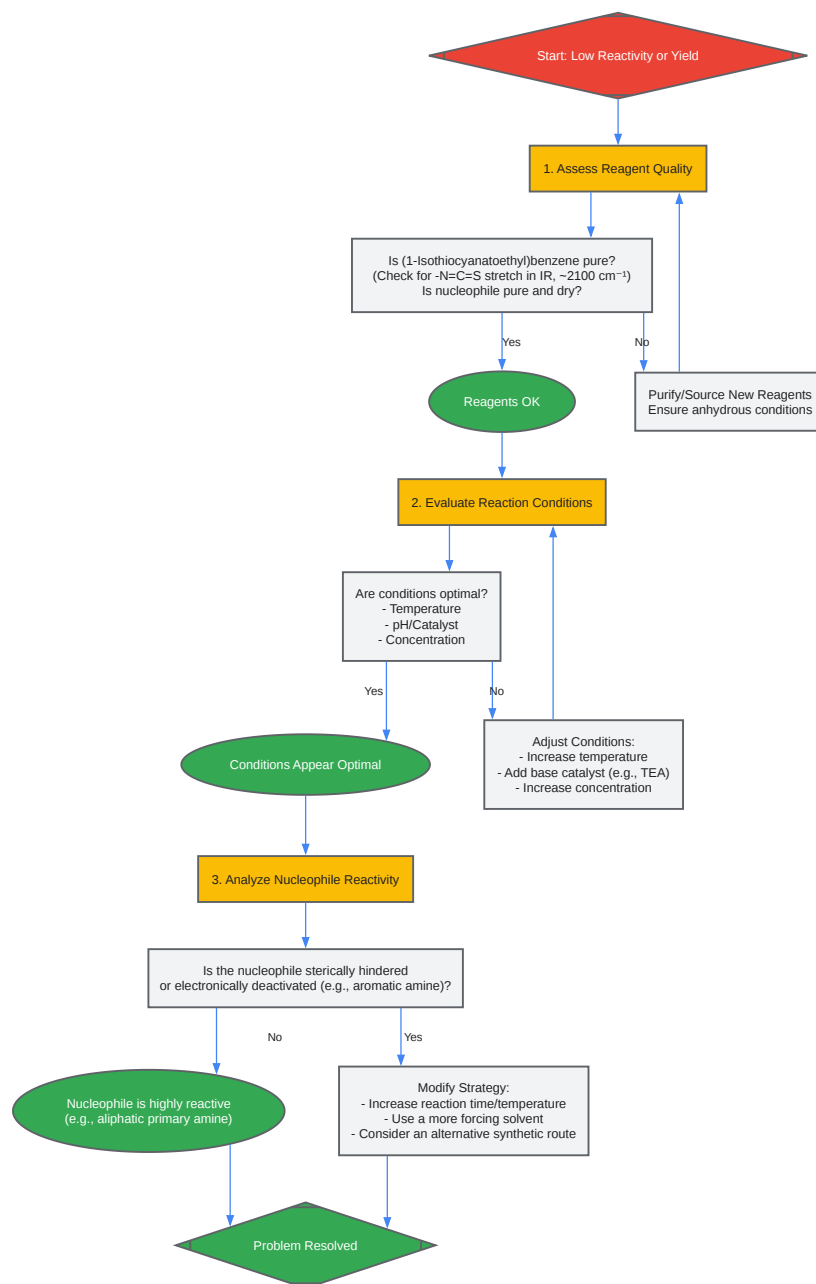 Start: Low Reactivity or Yield
1. Assess Reagent Quality
Is (1-Isothiocyanatoethyl)benzene pure?
(Check for -N=C=S stretch in IR, ~2100 cm⁻¹)
Is nucleophile pure and dry?
Yes
No
Purify/Source New Reagents
Ensure anhydrous conditions
Reagents OK
2. Evaluate Reaction Conditions
Are conditions optimal?
- Temperature
- pH/Catalyst
- Concentration
Yes
No
Adjust Conditions:
- Increase temperature
- Add base catalyst (e.g., TEA)
- Increase concentration
Conditions Appear Optimal
3. Analyze Nucleophile Reactivity
Is the nucleophile sterically hindered
or electronically deactivated (e.g., aromatic amine)?
No
Yes
Nucleophile is highly reactive
(e.g., aliphatic primary amine)
Modify Strategy:
- Increase reaction time/temperature
- Use a more forcing solvent
- Consider an alternative synthetic route
Problem Resolved